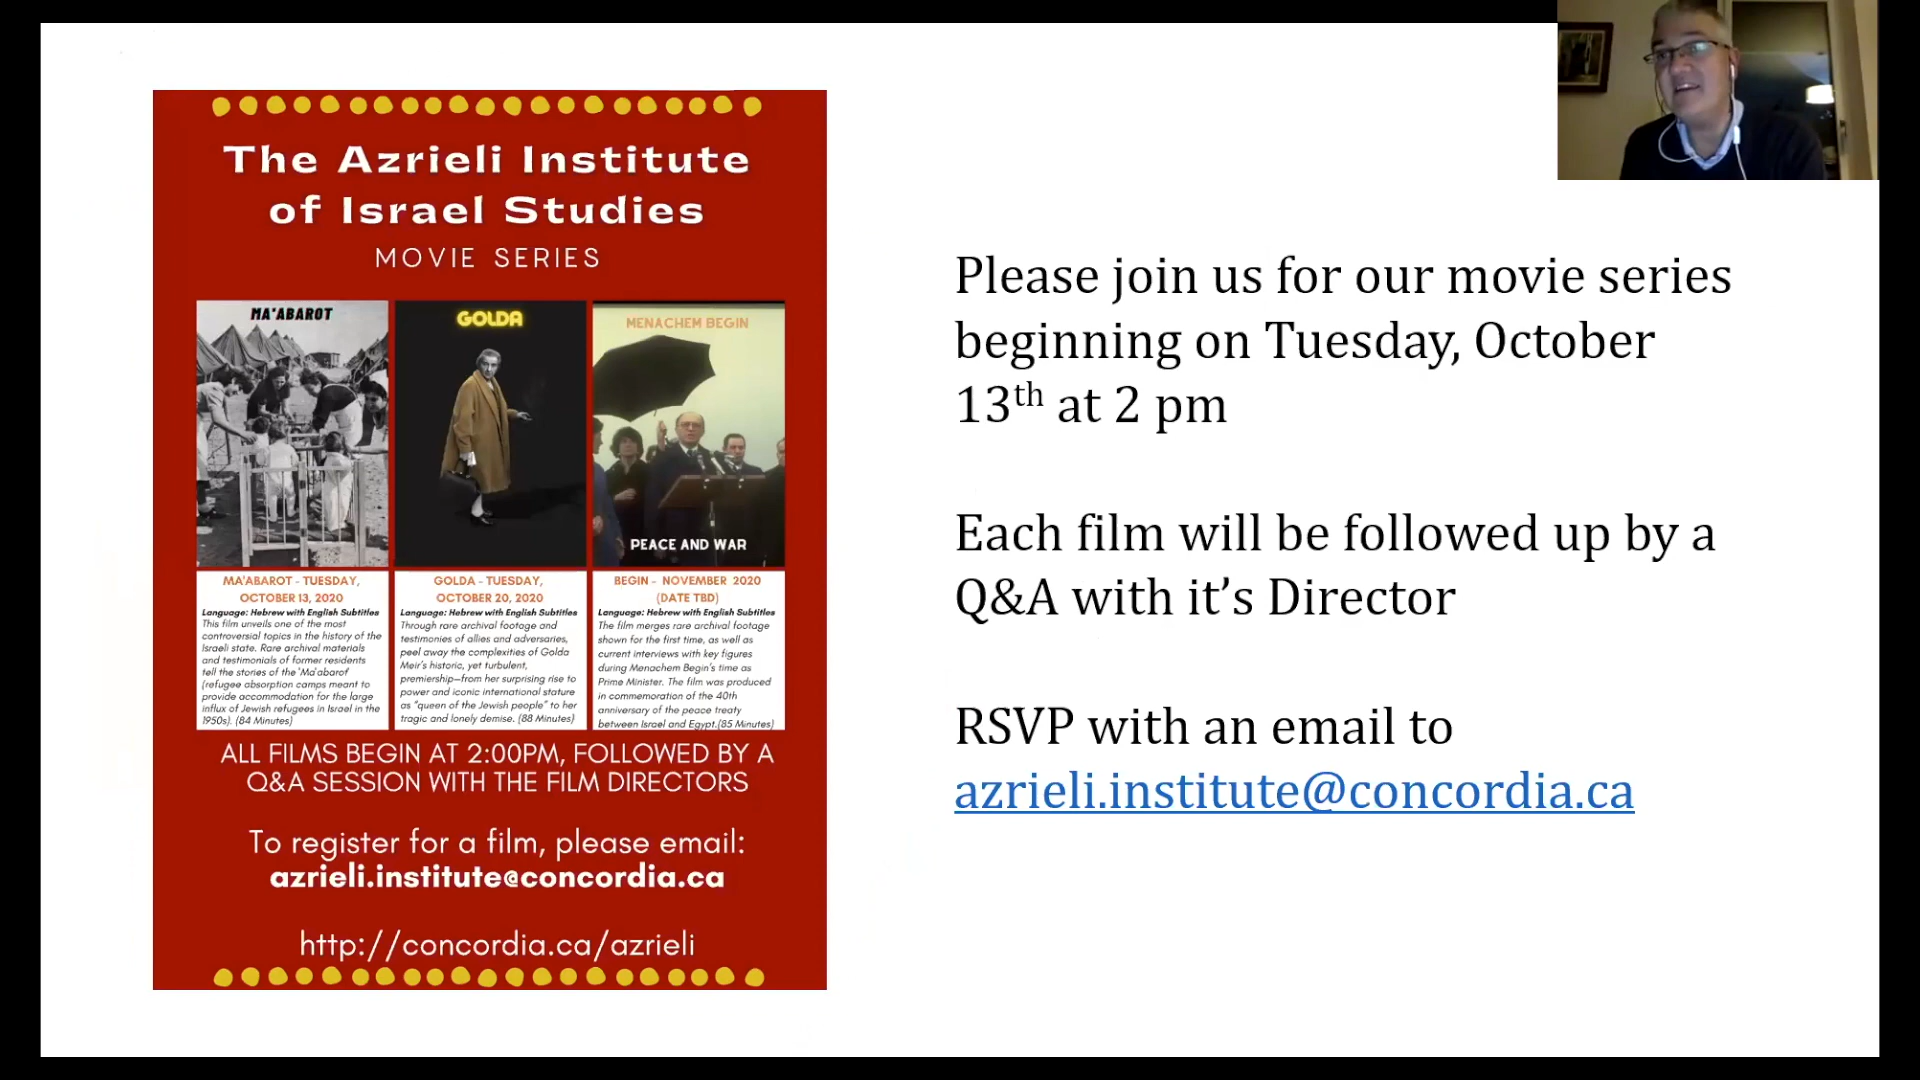 The Azrieli Institute
of Israel Studies
MOVIE SERIES
MA'ABAROT
GOLDA
MENACHEM BEGIN
PEACE AND WAR
MA'ABAROT - TUESDAY,
OCTOBER 13, 2020
Language: Hebrew with English Subtitles
This film unveils one of the most
controversial topics in the history of the
Israeli state. Rare archival materials
and testimonials of former residents
tell the stories of the 'Ma'abarot'
(refugee absorption camps meant to
provide accommodation for the large
influx of Jewish refugees in Israel in the
1950s). (84 Minutes)
GOLDA - TUESDAY,
OCTOBER 20, 2020
Language: Hebrew with English Subtitles
Through rare archival footage and
testimonies of allies and adversaries,
peel away the complexities of Golda
Meir's historic, yet turbulent,
premiership—from her surprising rise to
power and iconic international stature
as "queen of the Jewish people" to her
tragic and lonely demise. (88 Minutes)
BEGIN - NOVEMBER 2020
(DATE TBD)
Language: Hebrew with English Subtitles
The film merges rare archival footage
shown for the first time, as well as
current interviews with key figures
during Menachem Begin's time as
Prime Minister. The film was produced
in commemoration of the 40th
anniversary of the peace treaty
between Israel and Egypt.(85 Minutes)
ALL FILMS BEGIN AT 2:00PM, FOLLOWED BY A
Q&A SESSION WITH THE FILM DIRECTORS
To register for a film, please email:
azrieli.institute@concordia.ca
http://concordia.ca/azrieli
Please join us for our movie series
beginning on Tuesday, October
13th at 2 pm
Each film will be followed up by a
Q&A with it's Director
RSVP with an email to
azrieli.institute@concordia.ca